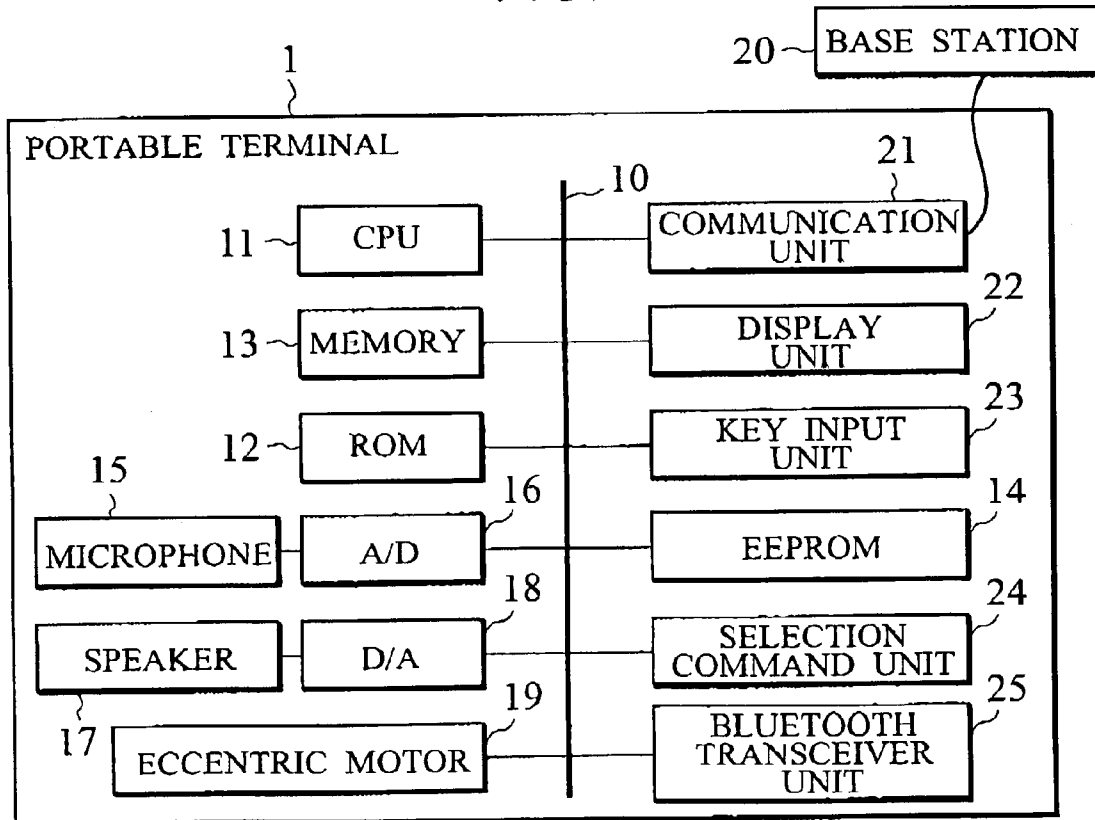 20
BASE STATION
1
PORTABLE TERMINAL
10
21
11
CPU
COMMUNICATION
UNIT
22
13
MEMORY
DISPLAY
UNIT
23
12
ROM
KEY INPUT
UNIT
15
16
14
MICROPHONE
A/D
EEPROM
18
24
SPEAKER
D/A
SELECTION
COMMAND UNIT
17
19
25
ECCENTRIC MOTOR
BLUETOOTH
TRANSCEIVER
UNIT